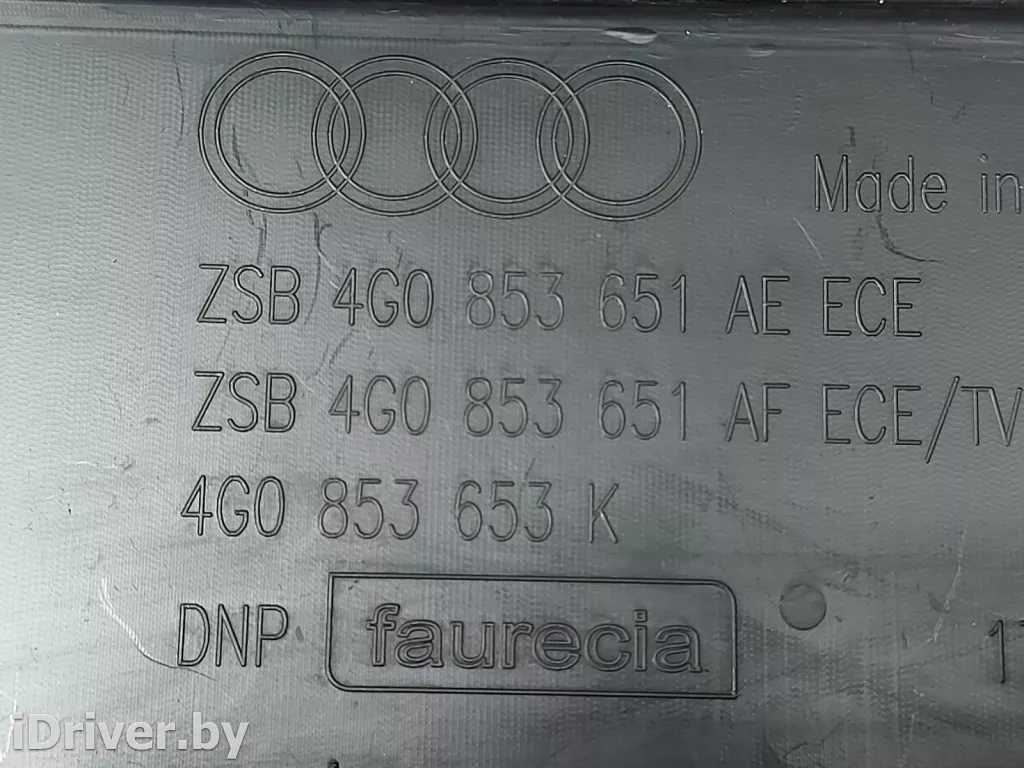 Made in
ZSB 4G0 853 651 AE ECE
ZSB 4G0 853 651 AF ECE/TV
4G0 853 653 K
DNP faurecia
iDriver.by